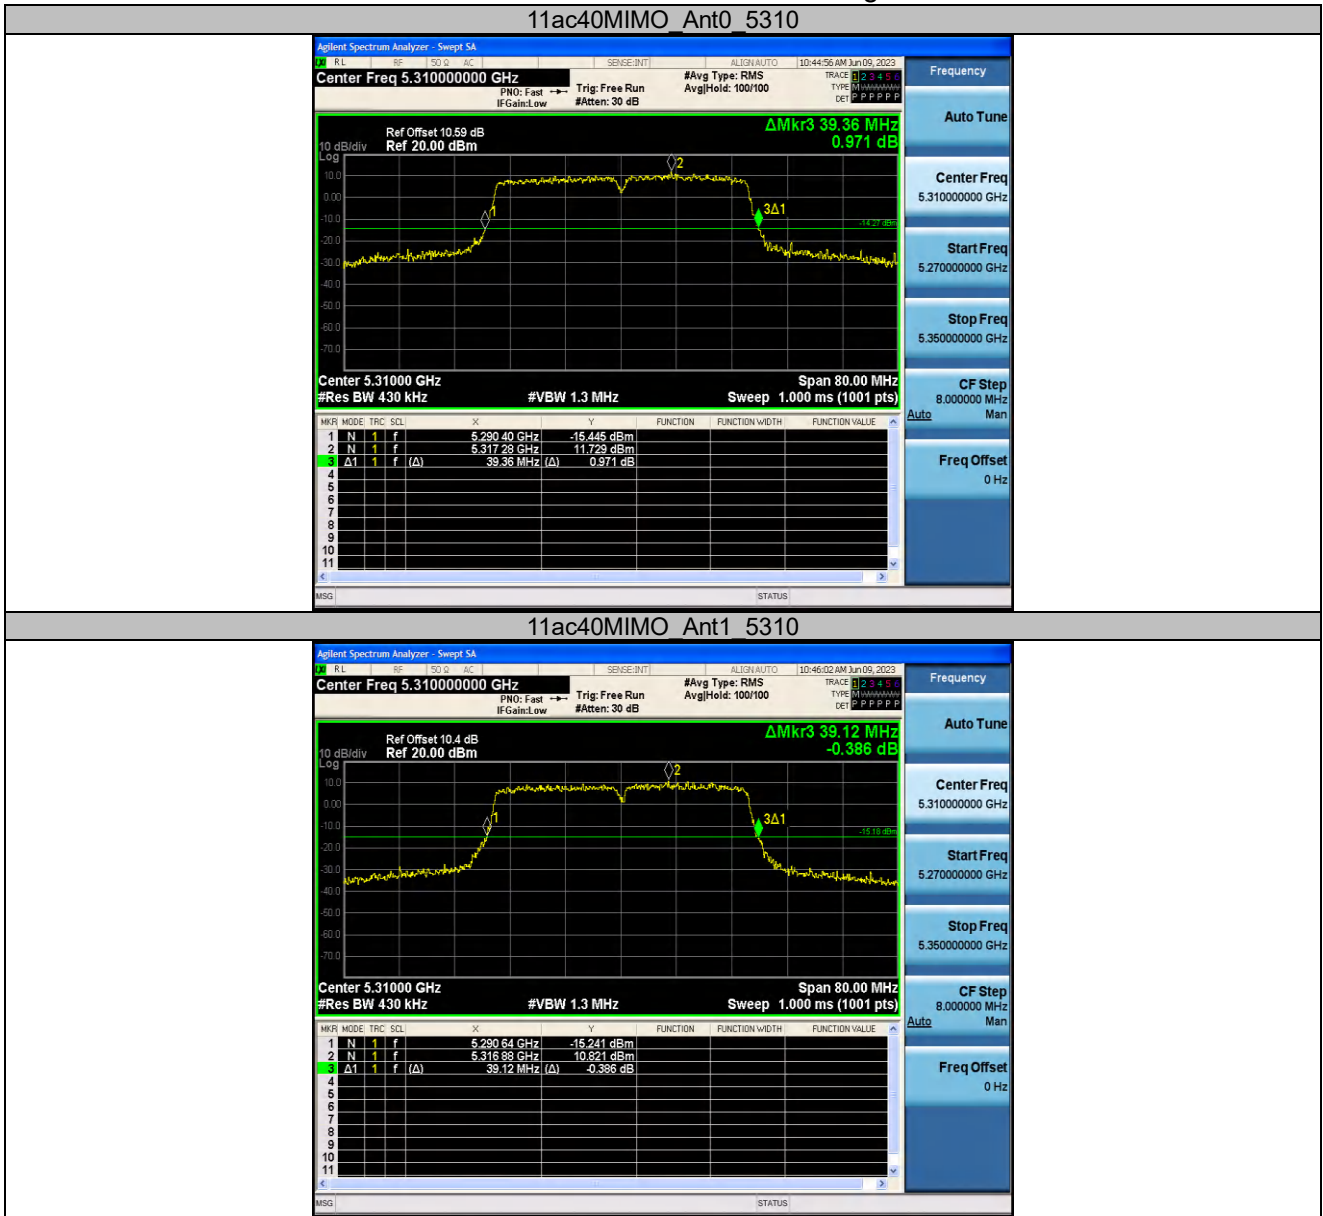 11ac40MIMO_Ant0_5310
Agilent Spectrum Analyzer - Swept SA
RL RF 50 Ω AC SENSE:INT ALIGN AUTO 10:44:56 AM Jun 09, 2023
Center Freq 5.310000000 GHz
#Avg Type: RMS
TRACE 1 2 3 4 5 6
PNO: Fast
Trig: Free Run
Avg|Hold: 100/100
TYPE M
IFGain:Low
#Atten: 30 dB
DET P P P P P P
Frequency
Auto Tune
Center Freq
5.310000000 GHz
Start Freq
5.270000000 GHz
Stop Freq
5.350000000 GHz
CF Step
8.000000 MHz
Auto Man
Freq Offset
0 Hz
ΔMkr3 39.36 MHz
0.971 dB
Ref Offset 10.59 dB
10 dB/div Ref 20.00 dBm
Log
10.0
0.00
-10.0
-20.0
-30.0
-40.0
-50.0
-60.0
-70.0
1
2
3Δ1
-14.27 dBm
Center 5.31000 GHz Span 80.00 MHz
#Res BW 430 kHz #VBW 1.3 MHz Sweep 1.000 ms (1001 pts)
MKR MODE TRC SCL X Y FUNCTION FUNCTION WIDTH FUNCTION VALUE
1 N 1 f 5.290 40 GHz -15.445 dBm
2 N 1 f 5.317 28 GHz 11.729 dBm
3 Δ1 1 f (Δ) 39.36 MHz (Δ) 0.971 dB
4
5
6
7
8
9
10
11
MSG STATUS
11ac40MIMO_Ant1_5310
Agilent Spectrum Analyzer - Swept SA
RL RF 50 Ω AC SENSE:INT ALIGN AUTO 10:46:02 AM Jun 09, 2023
Center Freq 5.310000000 GHz
#Avg Type: RMS
TRACE 1 2 3 4 5 6
PNO: Fast
Trig: Free Run
Avg|Hold: 100/100
TYPE M
IFGain:Low
#Atten: 30 dB
DET P P P P P P
Frequency
Auto Tune
Center Freq
5.310000000 GHz
Start Freq
5.270000000 GHz
Stop Freq
5.350000000 GHz
CF Step
8.000000 MHz
Auto Man
Freq Offset
0 Hz
ΔMkr3 39.12 MHz
-0.386 dB
Ref Offset 10.4 dB
10 dB/div Ref 20.00 dBm
Log
10.0
0.00
-10.0
-20.0
-30.0
-40.0
-50.0
-60.0
-70.0
1
2
3Δ1
-15.18 dBm
Center 5.31000 GHz Span 80.00 MHz
#Res BW 430 kHz #VBW 1.3 MHz Sweep 1.000 ms (1001 pts)
MKR MODE TRC SCL X Y FUNCTION FUNCTION WIDTH FUNCTION VALUE
1 N 1 f 5.290 64 GHz -15.241 dBm
2 N 1 f 5.316 88 GHz 10.821 dBm
3 Δ1 1 f (Δ) 39.12 MHz (Δ) -0.386 dB
4
5
6
7
8
9
10
11
MSG STATUS